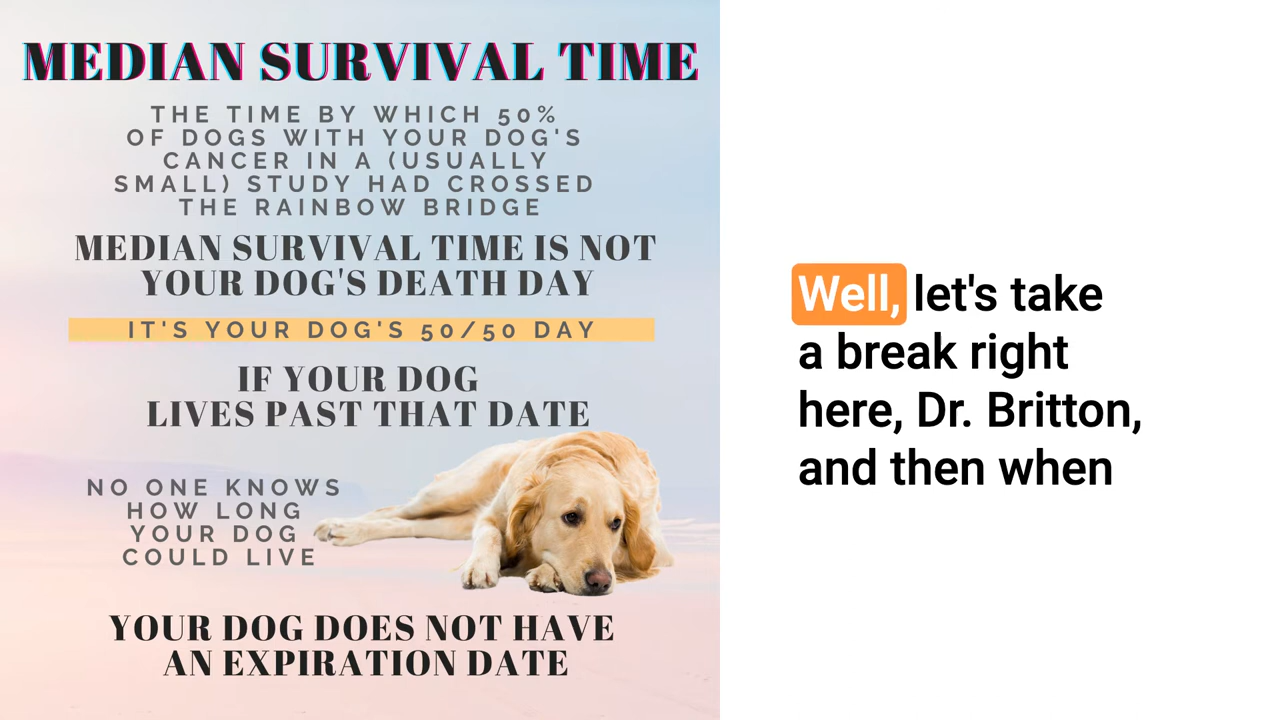 MEDIAN SURVIVAL TIME
THE TIME BY WHICH 50%
OF DOGS WITH YOUR DOG'S
CANCER IN A (USUALLY
SMALL) STUDY HAD CROSSED
THE RAINBOW BRIDGE
MEDIAN SURVIVAL TIME IS NOT
YOUR DOG'S DEATH DAY
IT'S YOUR DOG'S 50/50 DAY
IF YOUR DOG
LIVES PAST THAT DATE
NO ONE KNOWS
HOW LONG
YOUR DOG
COULD LIVE
YOUR DOG DOES NOT HAVE
AN EXPIRATION DATE
Well, let's take
a break right
here, Dr. Britton,
and then when